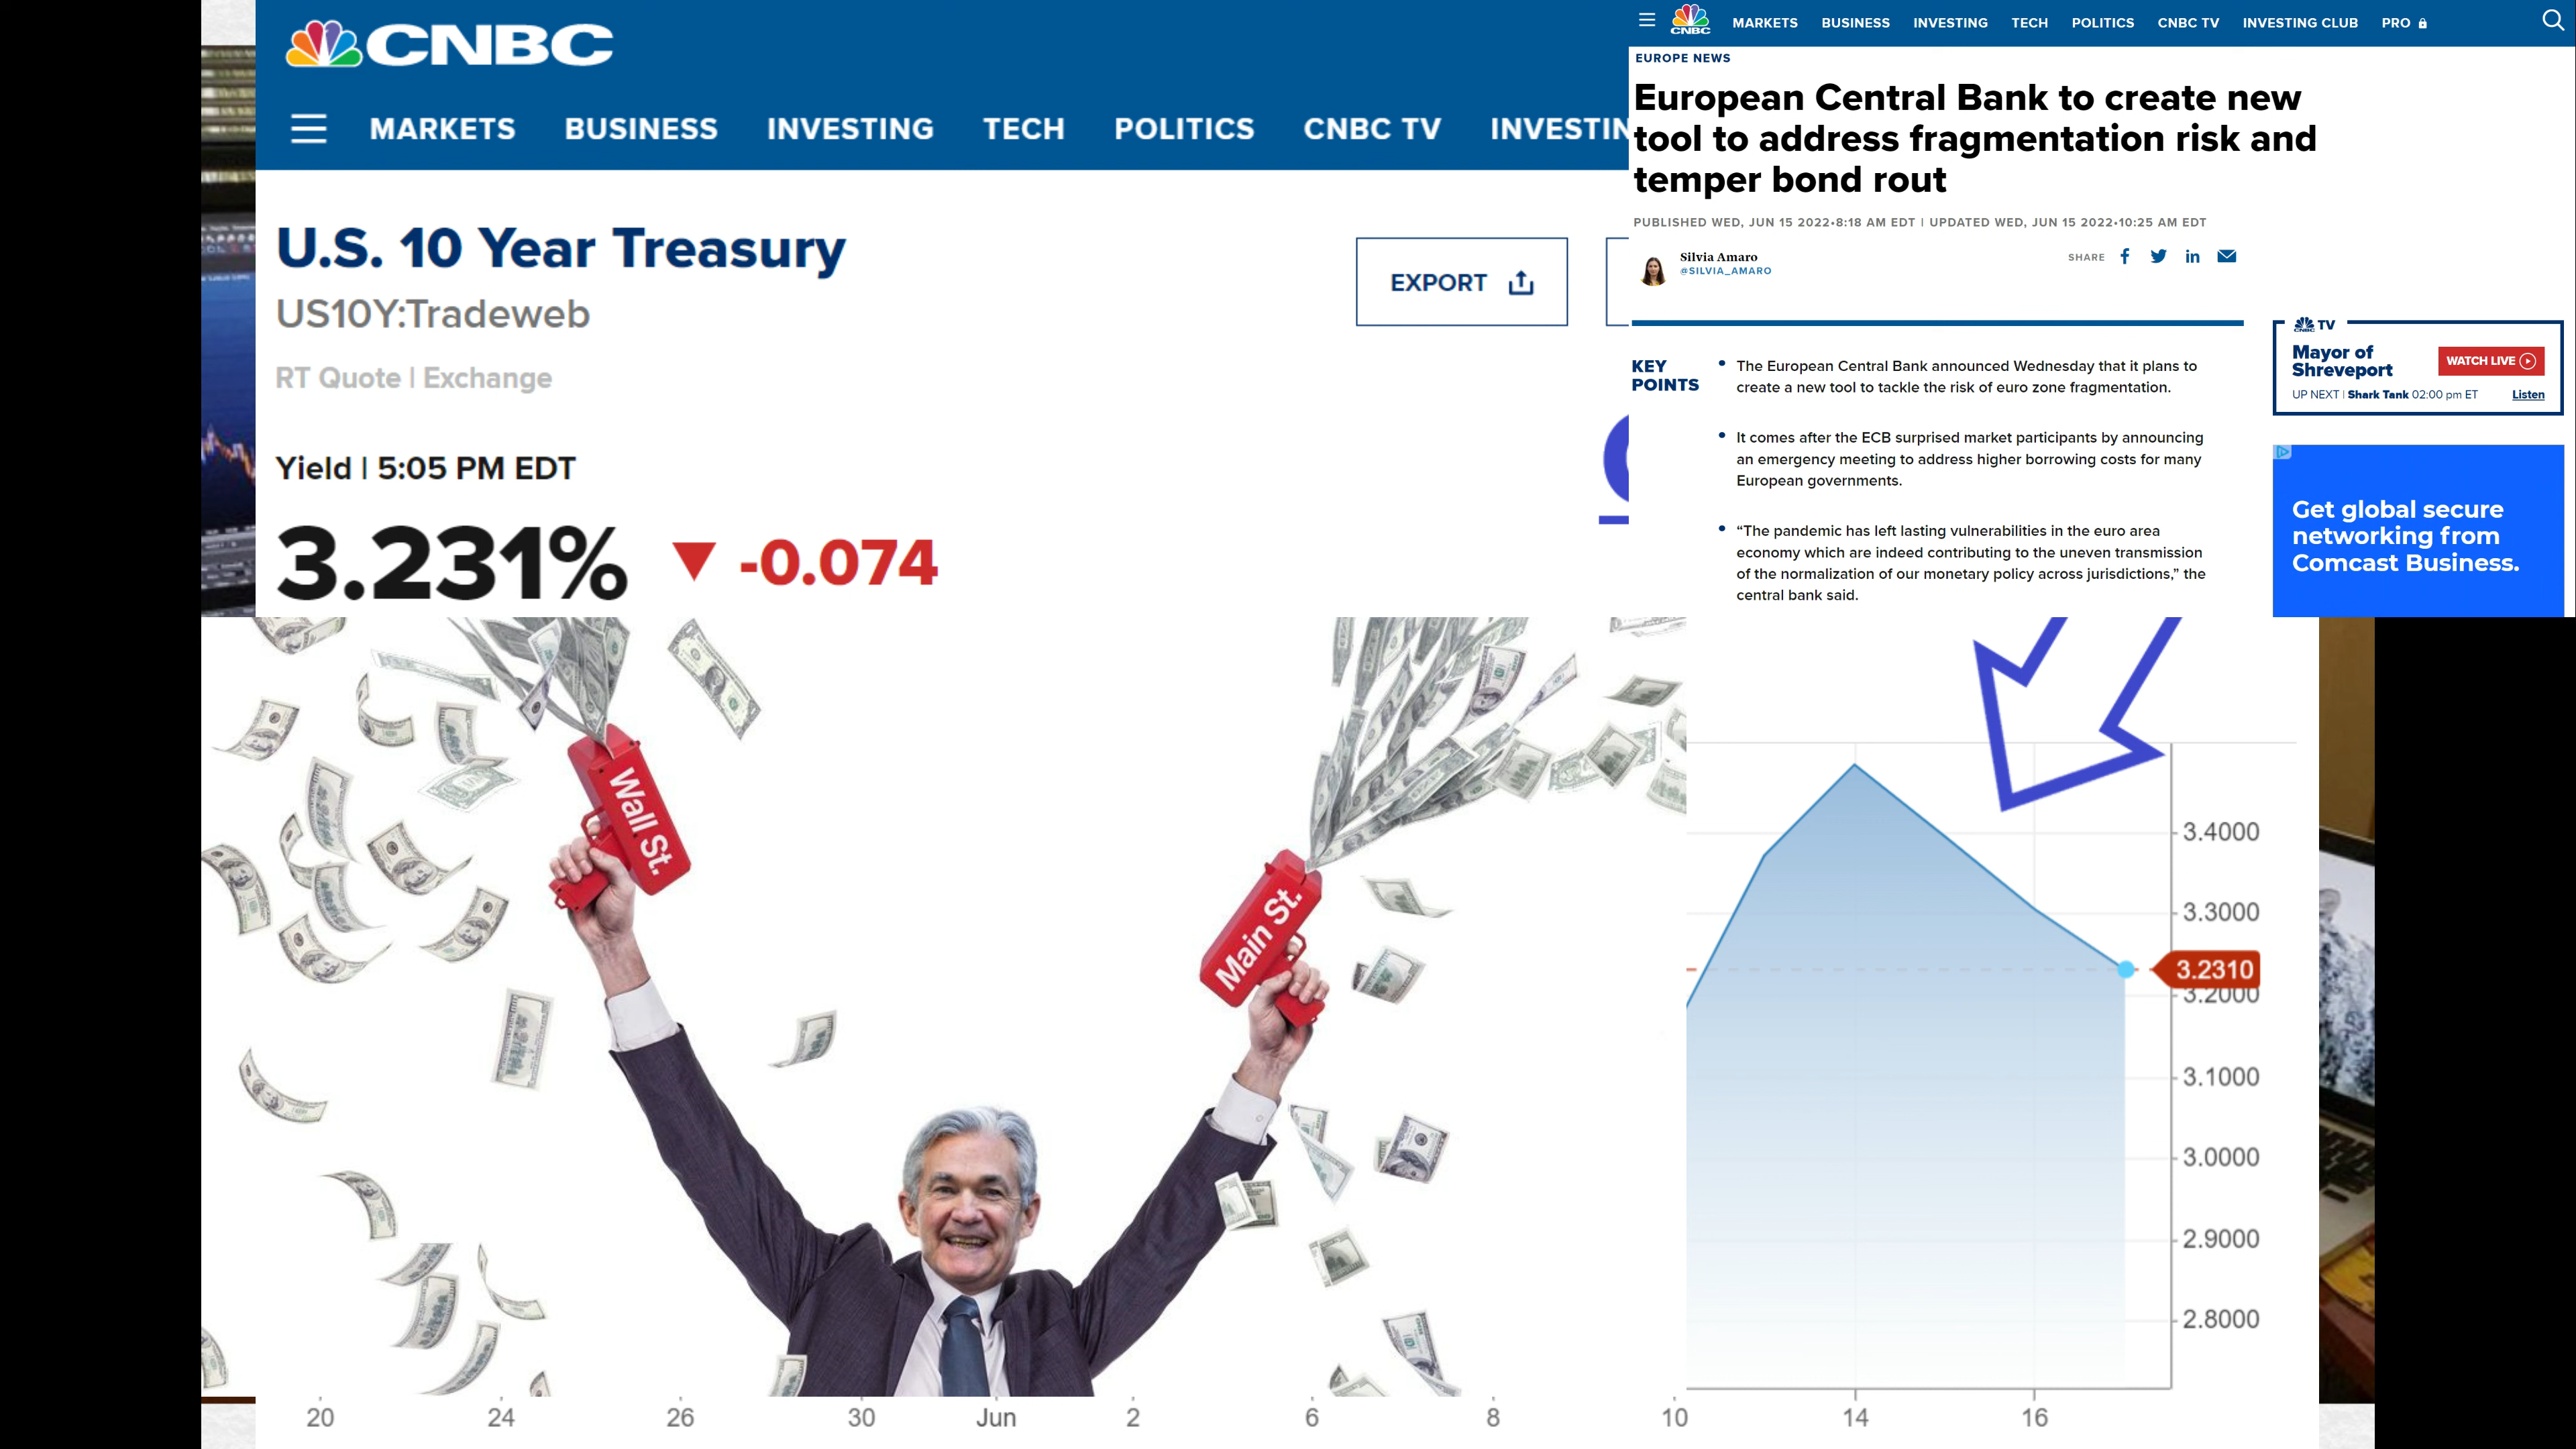 CNBC
MARKETS BUSINESS INVESTING TECH POLITICS CNBC TV INVESTIN
U.S. 10 Year Treasury
US10Y:Tradeweb
EXPORT
RT Quote | Exchange
Yield | 5:05 PM EDT
3.231% ▼ -0.074
CNBC
MARKETS BUSINESS INVESTING TECH POLITICS CNBC TV INVESTING CLUB PRO
EUROPE NEWS
European Central Bank to create new
tool to address fragmentation risk and
temper bond rout
PUBLISHED WED, JUN 15 2022•8:18 AM EDT | UPDATED WED, JUN 15 2022•10:25 AM EDT
Silvia Amaro
@SILVIA_AMARO
SHARE
KEY
POINTS
• The European Central Bank announced Wednesday that it plans to
create a new tool to tackle the risk of euro zone fragmentation.
• It comes after the ECB surprised market participants by announcing
an emergency meeting to address higher borrowing costs for many
European governments.
• “The pandemic has left lasting vulnerabilities in the euro area
economy which are indeed contributing to the uneven transmission
of the normalization of our monetary policy across jurisdictions,” the
central bank said.
CNBC TV
Mayor of
Shreveport
WATCH LIVE
UP NEXT | Shark Tank 02:00 pm ET
Listen
Get global secure
networking from
Comcast Business.
Wall St.
Main St.
3.4000
3.3000
3.2310
3.2000
3.1000
3.0000
2.9000
2.8000
20 24 26 30 Jun 2 6 8 10 14 16